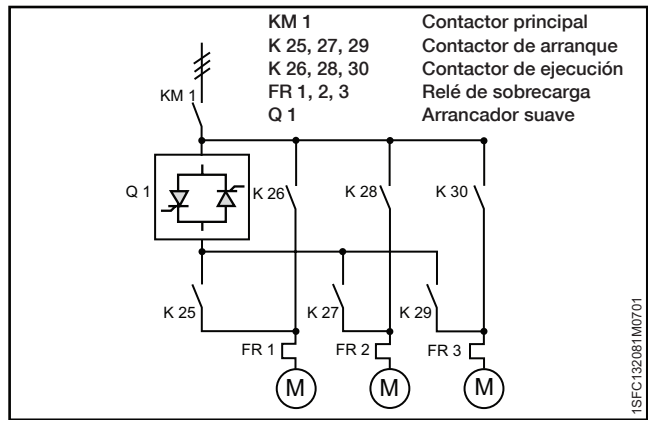 KM 1 Contactor principal
K 25, 27, 29 Contactor de arranque
K 26, 28, 30 Contactor de ejecución
FR 1, 2, 3 Relé de sobrecarga
Q 1 Arrancador suave
KM 1
Q 1
K 26
K 28
K 30
K 25
K 27
K 29
FR 1
FR 2
FR 3
M
M
M
1SFC132081M0701